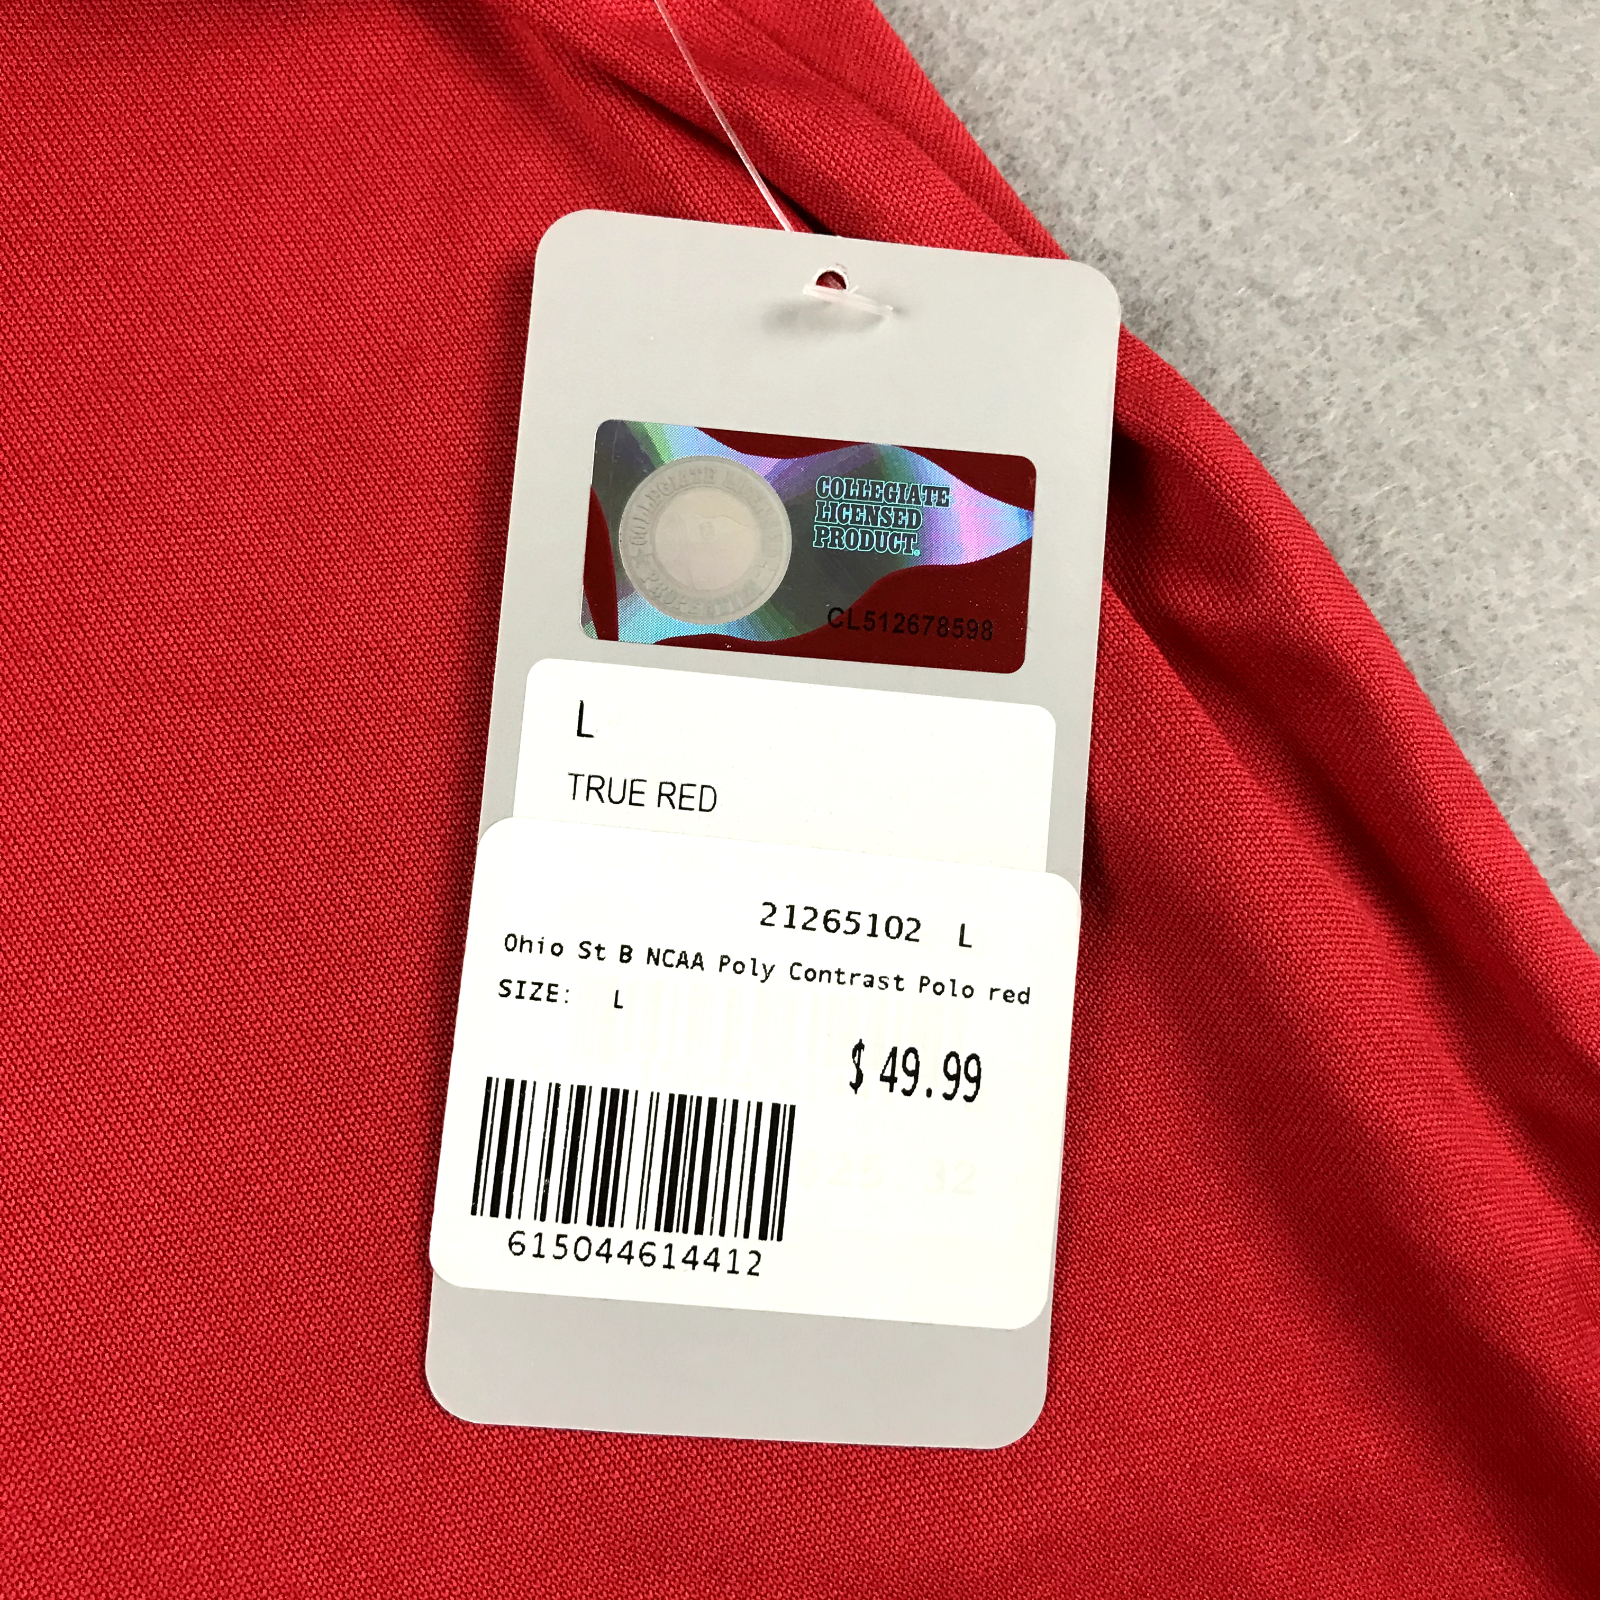 COLLEGIATE
LICENSED
PRODUCT®
CL512678598
L
TRUE RED
21265102 L
Ohio St B NCAA Poly Contrast Polo red
SIZE: L
$ 49.99
615044614412